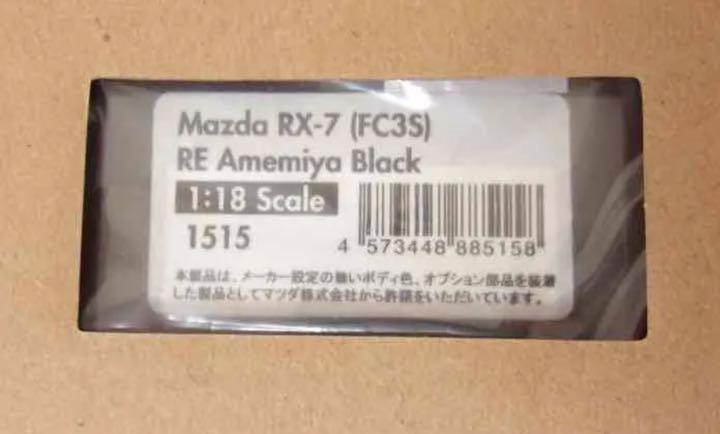 Mazda RX-7 (FC3S)
RE Amemiya Black
1:18 Scale
1515
4 573448 885158
本製品は、メーカー設定の無いボディ色、オプション部品を装着
した製品としてマツダ株式会社から許諾をいただいています。